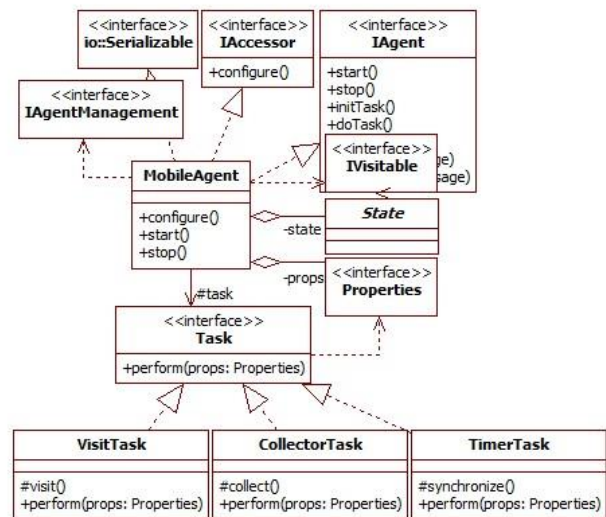 <<interface>>
io::Serializable
<<interface>>
IAccessor
+configure()
<<interface>>
IAgent
+start()
+stop()
+initTask()
+doTask()
<<interface>>
IAgentManagement
<<interface>>
IVisitable
ge)
sage)
MobileAgent
+configure()
+start()
+stop()
-state
State
-props
<<interface>>
Properties
#task
<<interface>>
Task
+perform(props: Properties)
VisitTask
#visit()
+perform(props: Properties)
CollectorTask
#collect()
+perform(props: Properties)
TimerTask
#synchronize()
+perform(props: Properties)